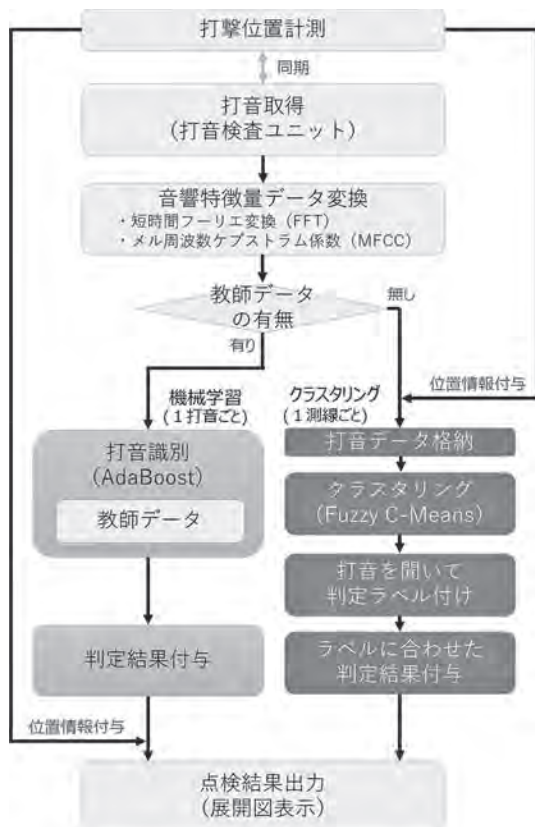 打撃位置計測
同期
打音取得
(打音検査ユニット)
音響特徴量データ変換
・短時間フーリエ変換(FFT)
・メル周波数ケプストラム係数(MFCC)
教師データ
の有無
無し
有り
機械学習
(1打音ごと)
クラスタリング
(1測線ごと)
位置情報付与
打音識別
(AdaBoost)
教師データ
判定結果付与
打音データ格納
クラスタリング
(Fuzzy C-Means)
打音を聞いて
判定ラベル付け
ラベルに合わせた
判定結果付与
位置情報付与
点検結果出力
(展開図表示)